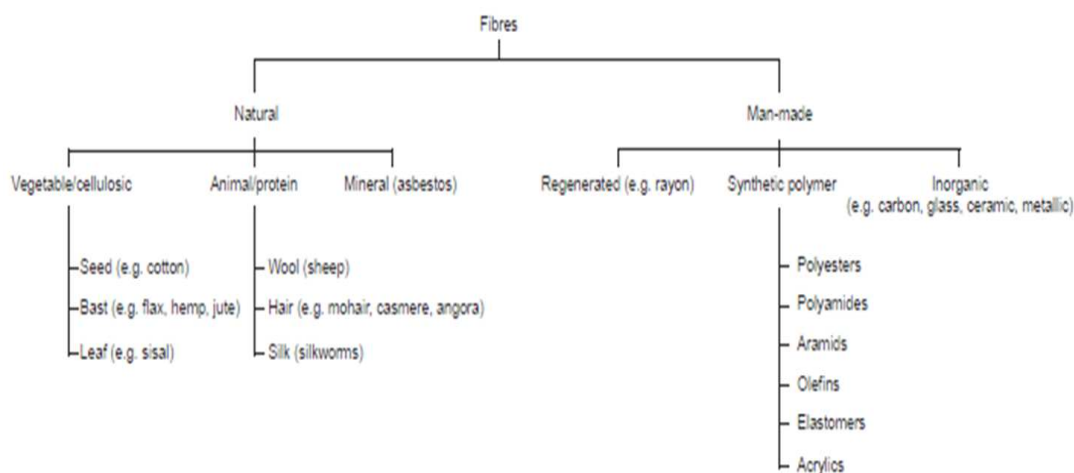 Fibres
Natural
Man-made
Vegetable/cellulosic
Animal/protein
Mineral (asbestos)
Regenerated (e.g. rayon)
Synthetic polymer
Inorganic
(e.g. carbon, glass, ceramic, metallic)
Seed (e.g. cotton)
Bast (e.g. flax, hemp, jute)
Leaf (e.g. sisal)
Wool (sheep)
Hair (e.g. mohair, casmere, angora)
Silk (silkworms)
Polyesters
Polyamides
Aramids
Olefins
Elastomers
Acrylics